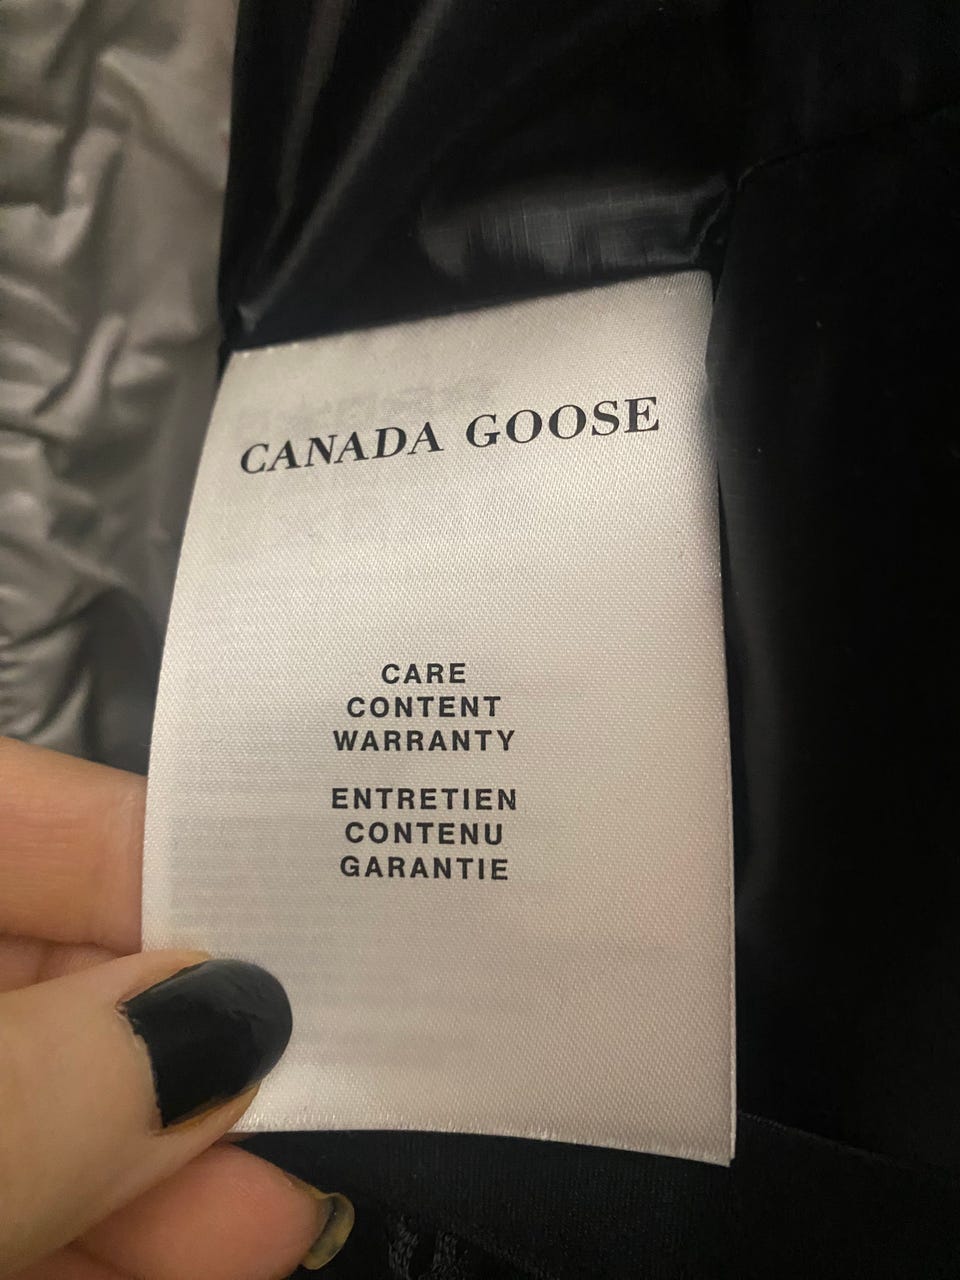 CANADA GOOSE
CARE
CONTENT
WARRANTY
ENTRETIEN
CONTENU
GARANTIE